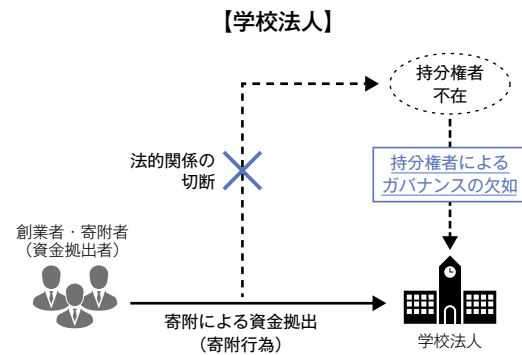 【学校法人】
持分権者
不在
法的関係の
切断
持分権者による
ガバナンスの欠如
創業者・寄附者
（資金拠出者）
寄附による資金拠出
（寄附行為）
学校法人